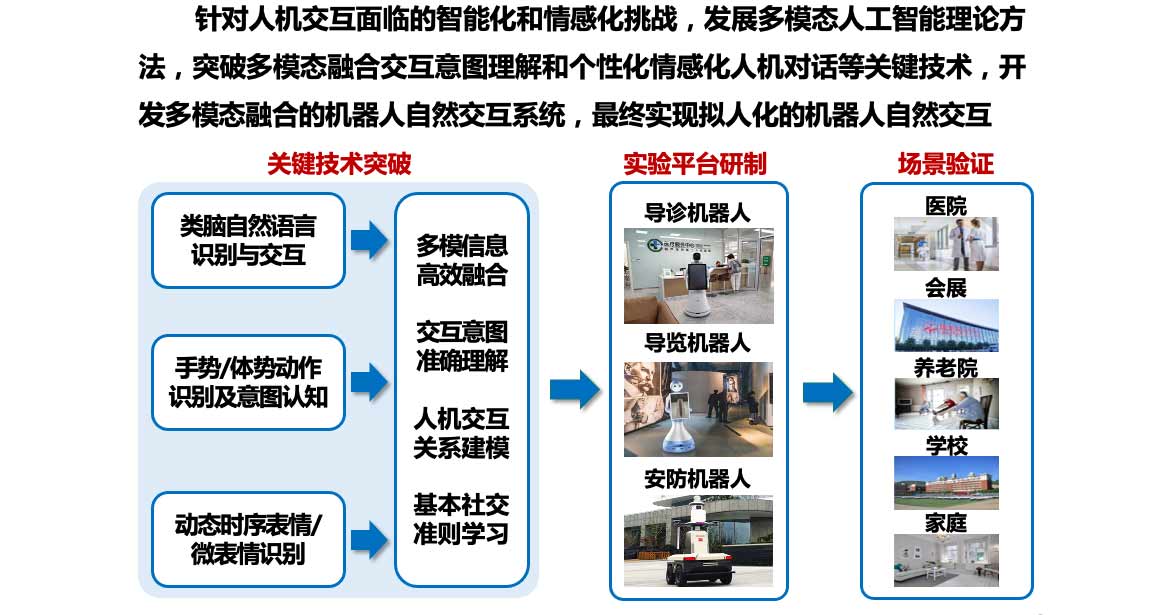 针对人机交互面临的智能化和情感化挑战，发展多模态人工智能理论方
法，突破多模态融合交互意图理解和个性化情感化人机对话等关键技术，开
发多模态融合的机器人自然交互系统，最终实现拟人化的机器人自然交互
关键技术突破
类脑自然语言
识别与交互
手势/体势动作
识别及意图认知
动态时序表情/
微表情识别
多模信息
高效融合
交互意图
准确理解
人机交互
关系建模
基本社交
准则学习
实验平台研制
导诊机器人
导览机器人
安防机器人
场景验证
医院
会展
养老院
学校
家庭